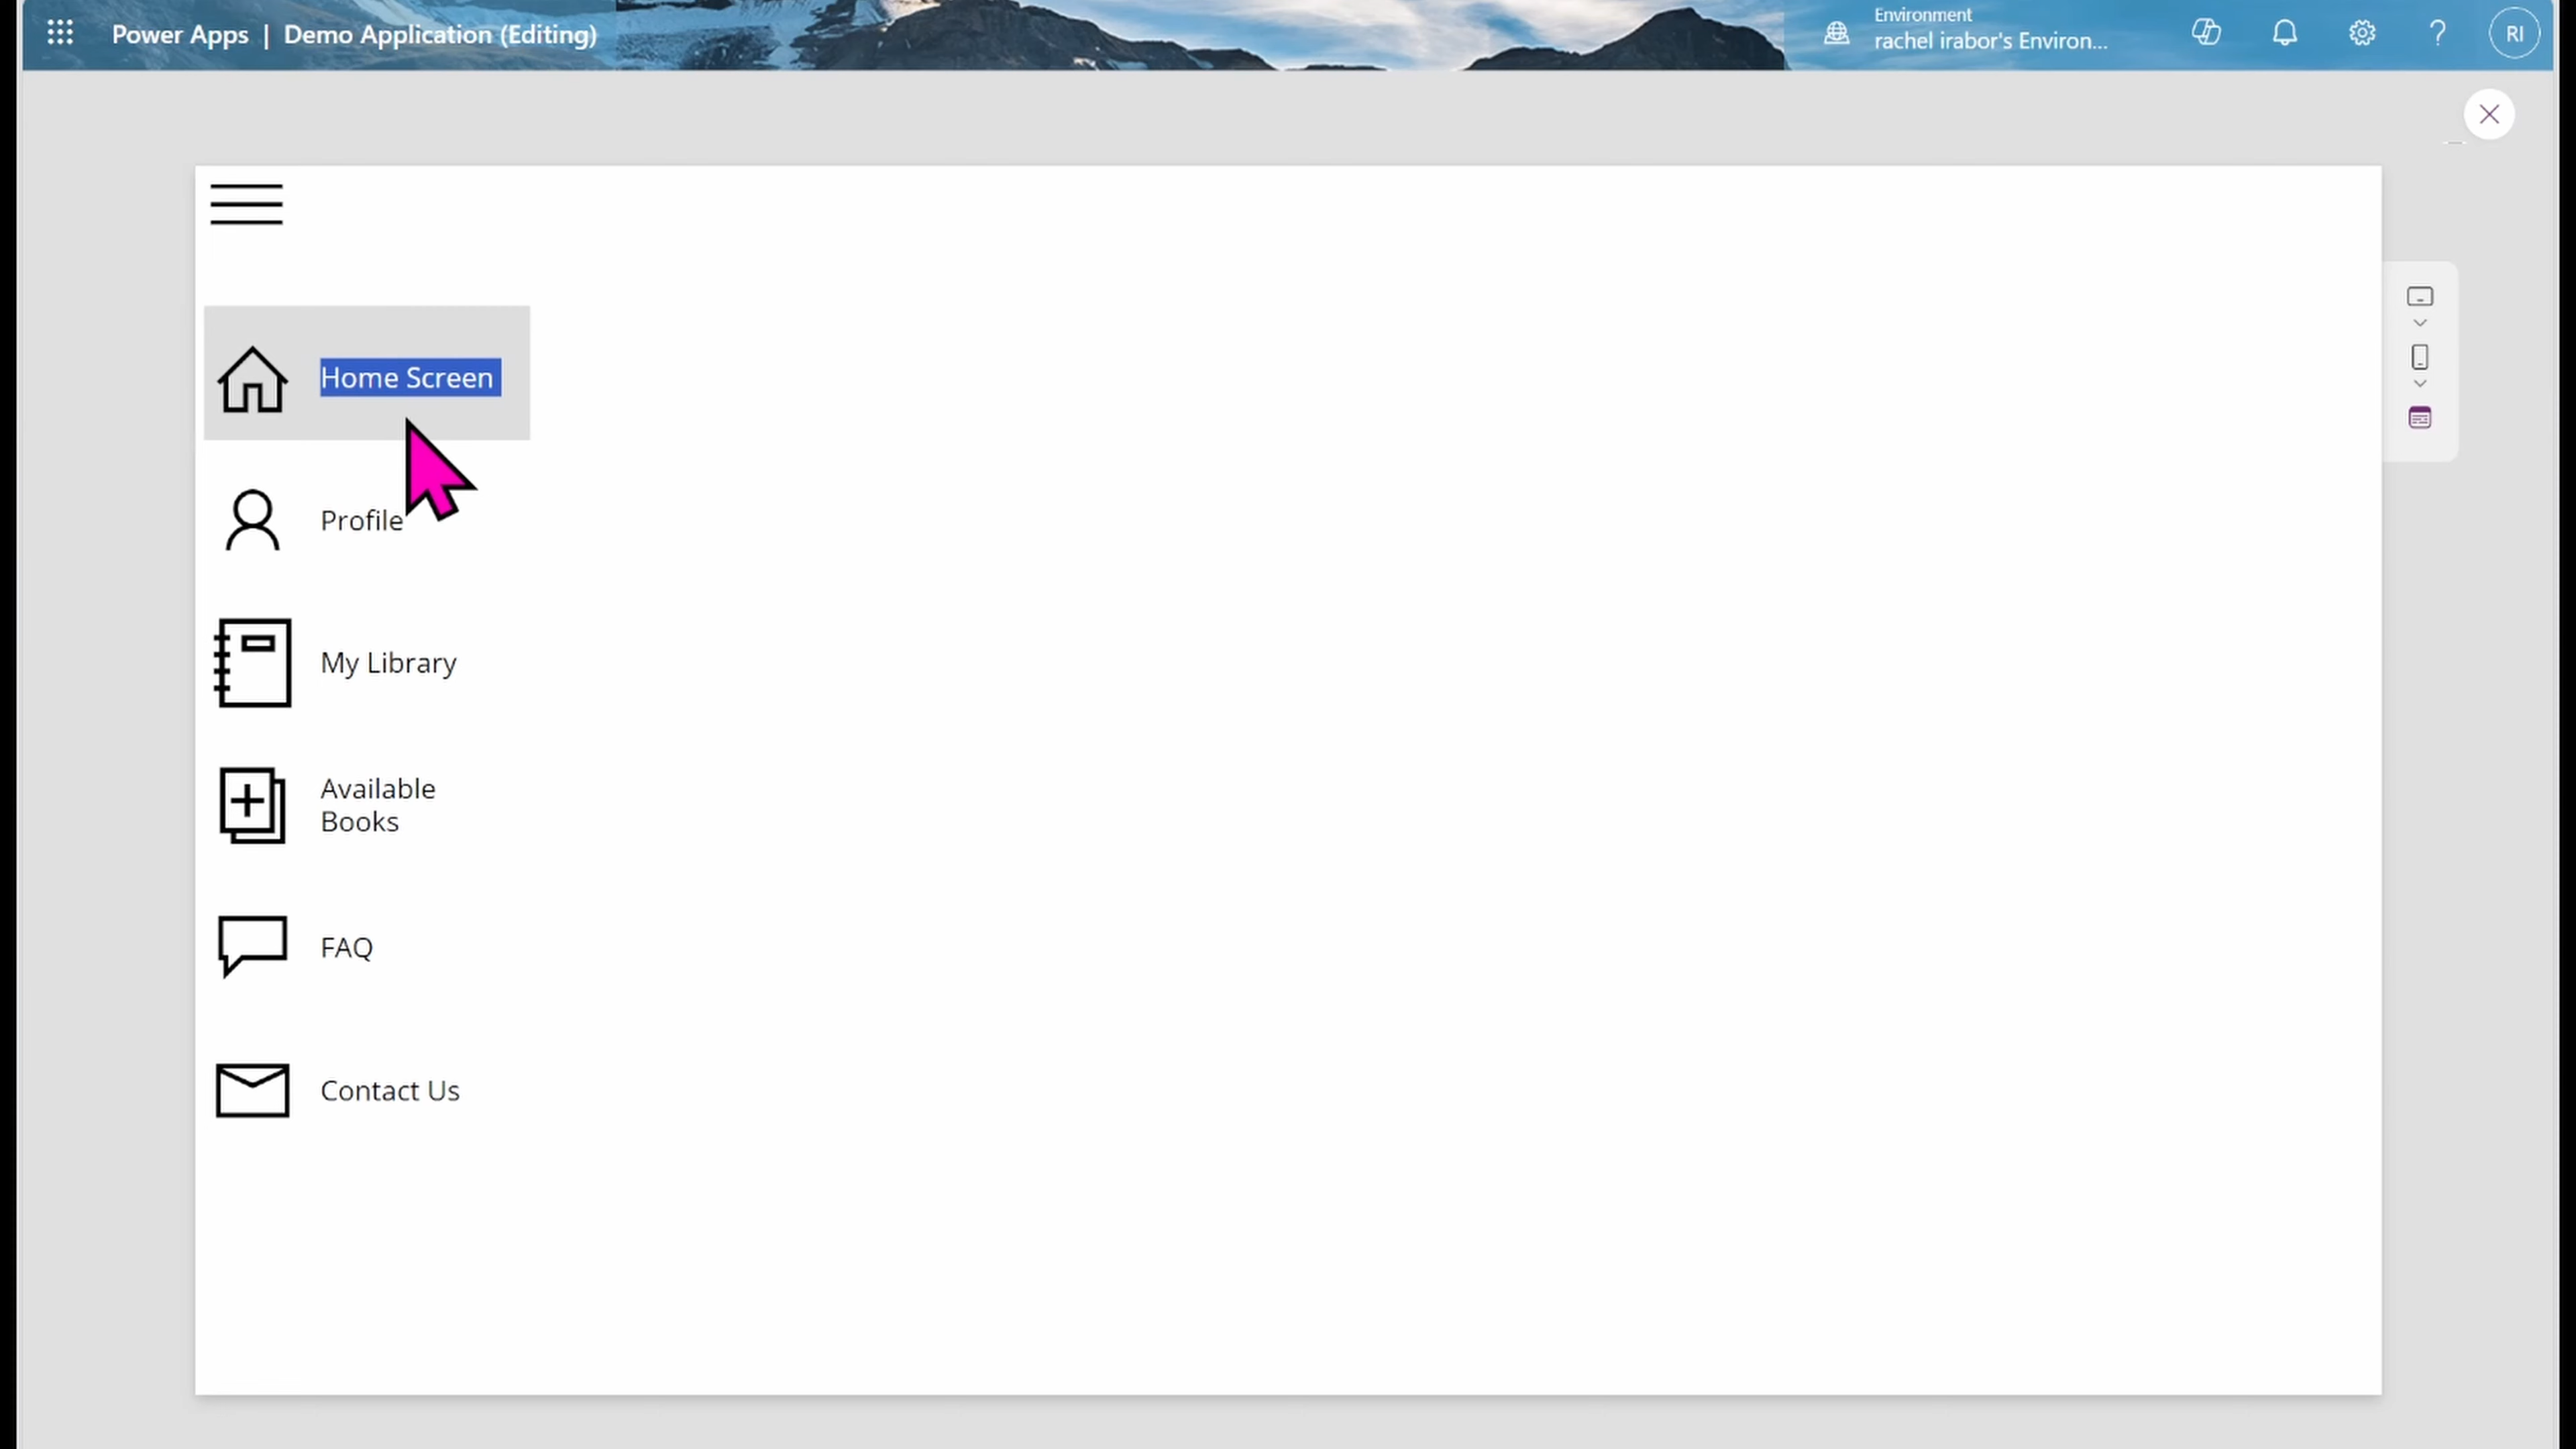 Power Apps | Demo Application (Editing)
Environment
rachel irabor's Environ...
RI
Home Screen
Profile
My Library
Available
Books
FAQ
Contact Us